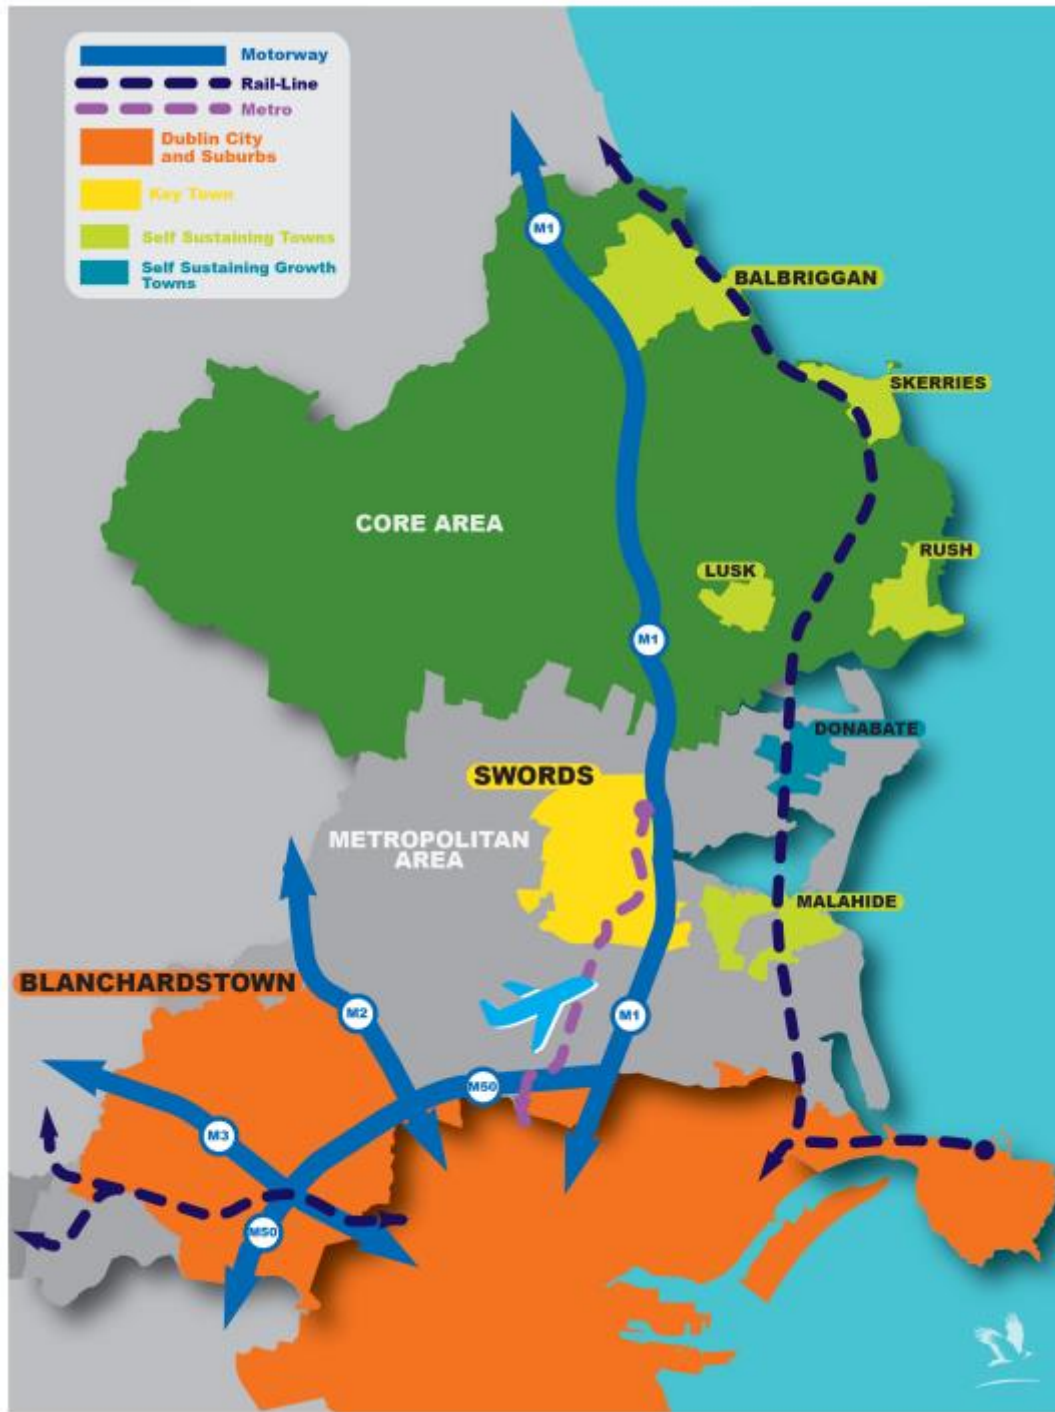 Motorway
Rail-Line
Metro
Dublin City
and Suburbs
Key Town
Self Sustaining Towns
Self Sustaining Growth
Towns
M1
BALBRIGGAN
SKERRIES
CORE AREA
RUSH
LUSK
M1
DONABATE
SWORDS
METROPOLITAN
AREA
MALAHIDE
BLANCHARDSTOWN
M2
M1
M50
M3
M50